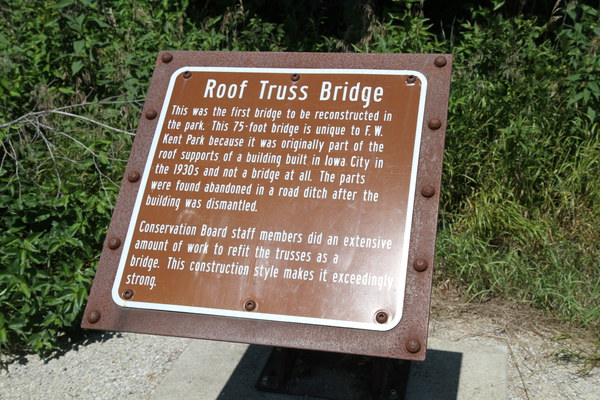 Roof Truss Bridge
This was the first bridge to be reconstructed in
the park. This 75-foot bridge is unique to F.W.
Kent Park because it was originally part of the
roof supports of a building built in Iowa City in
the 1930s and not a bridge at all. The parts
were found abandoned in a road ditch after the
building was dismantled.
Conservation Board staff members did an extensive
amount of work to refit the trusses as a
bridge. This construction style makes it exceedingly
strong.